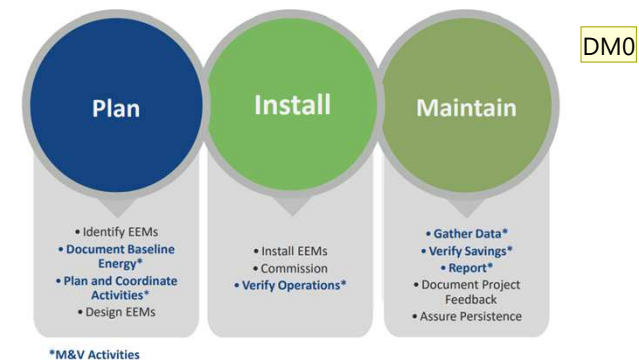 DM0
Plan
Install
Maintain
• Identify EEMs
• Document Baseline
Energy*
• Plan and Coordinate
Activities*
• Design EEMs
• Install EEMs
• Commission
• Verify Operations*
• Gather Data*
• Verify Savings*
• Report*
• Document Project
Feedback
• Assure Persistence
*M&V Activities